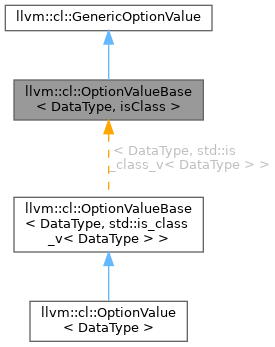 llvm::cl::GenericOptionValue
llvm::cl::OptionValueBase
< DataType, isClass >
< DataType, std::is
_class_v< DataType > >
llvm::cl::OptionValueBase
< DataType, std::is_class
_v< DataType > >
llvm::cl::OptionValue
< DataType >